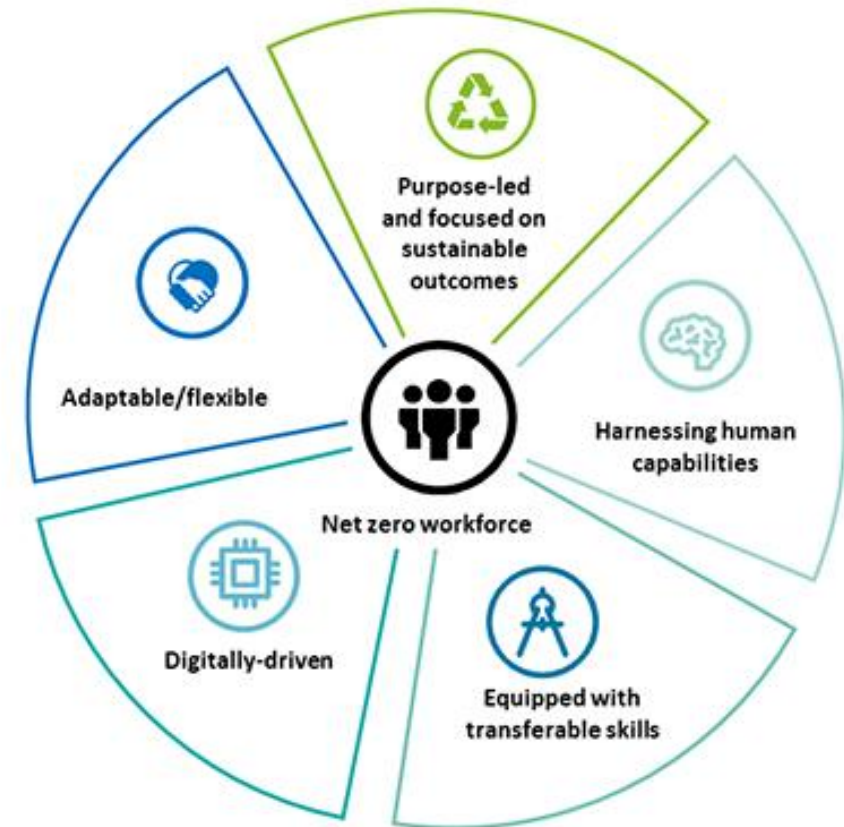 Purpose-led
and focused on
sustainable
outcomes
Harnessing human
capabilities
Equipped with
transferable skills
Digitally-driven
Adaptable/flexible
Net zero workforce